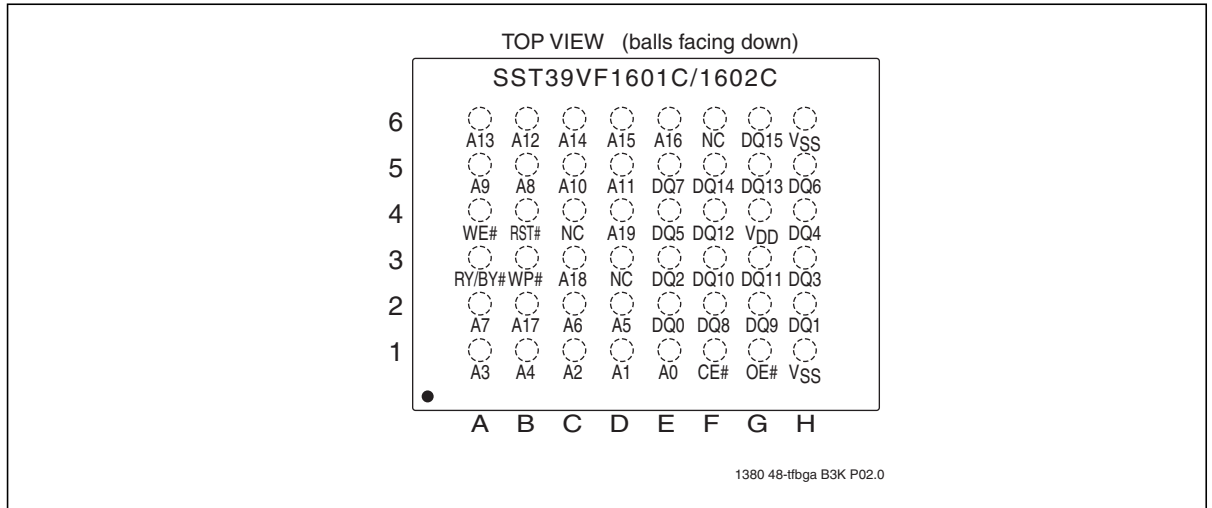 TOP VIEW (balls facing down)
SST39VF1601C/1602C
6
A13 A12 A14 A15 A16 NC DQ15 VSS
5
A9 A8 A10 A11 DQ7 DQ14 DQ13 DQ6
4
WE# RST# NC A19 DQ5 DQ12 VDD DQ4
3
RY/BY# WP# A18 NC DQ2 DQ10 DQ11 DQ3
2
A7 A17 A6 A5 DQ0 DQ8 DQ9 DQ1
1
A3 A4 A2 A1 A0 CE# OE# VSS
A B C D E F G H
1380 48-tfbga B3K P02.0